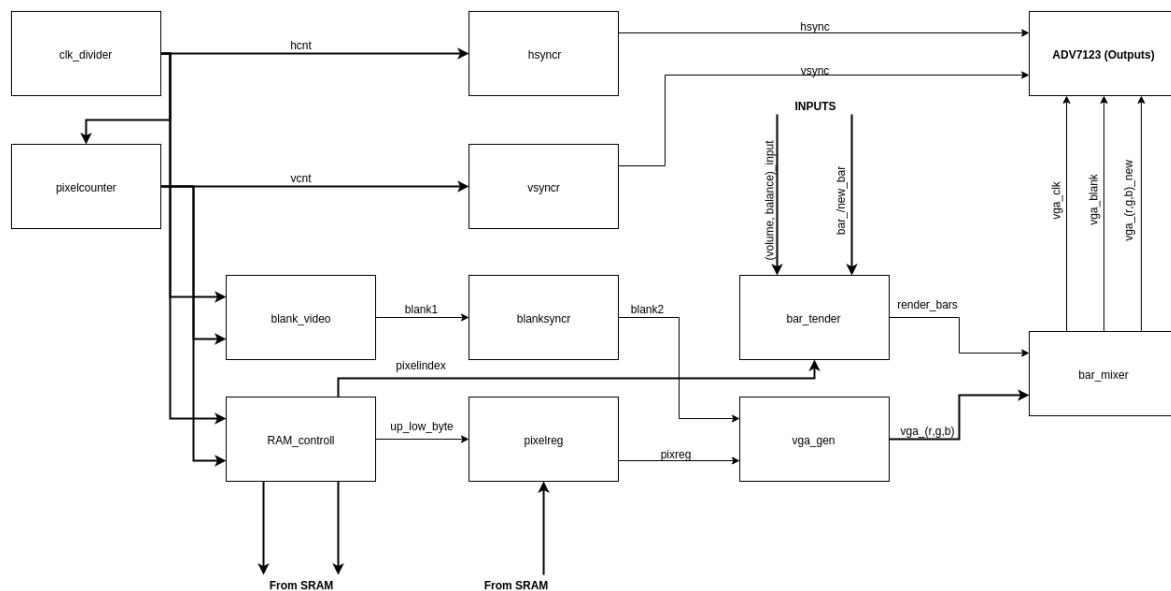 clk_divider
hcnt
hsyncr
hsync
ADV7123 (Outputs)
vsync
INPUTS
pixelcounter
vcnt
vsyncr
(volume, balance)_input
bar_/new_bar
vga_clk
vga_blank
vga_(r,g,b)_new
blank_video
blank1
blanksyncr
blank2
bar_tender
render_bars
bar_mixer
pixelindex
RAM_controll
up_low_byte
pixelreg
pixreg
vga_gen
vga_(r,g,b)
From SRAM
From SRAM